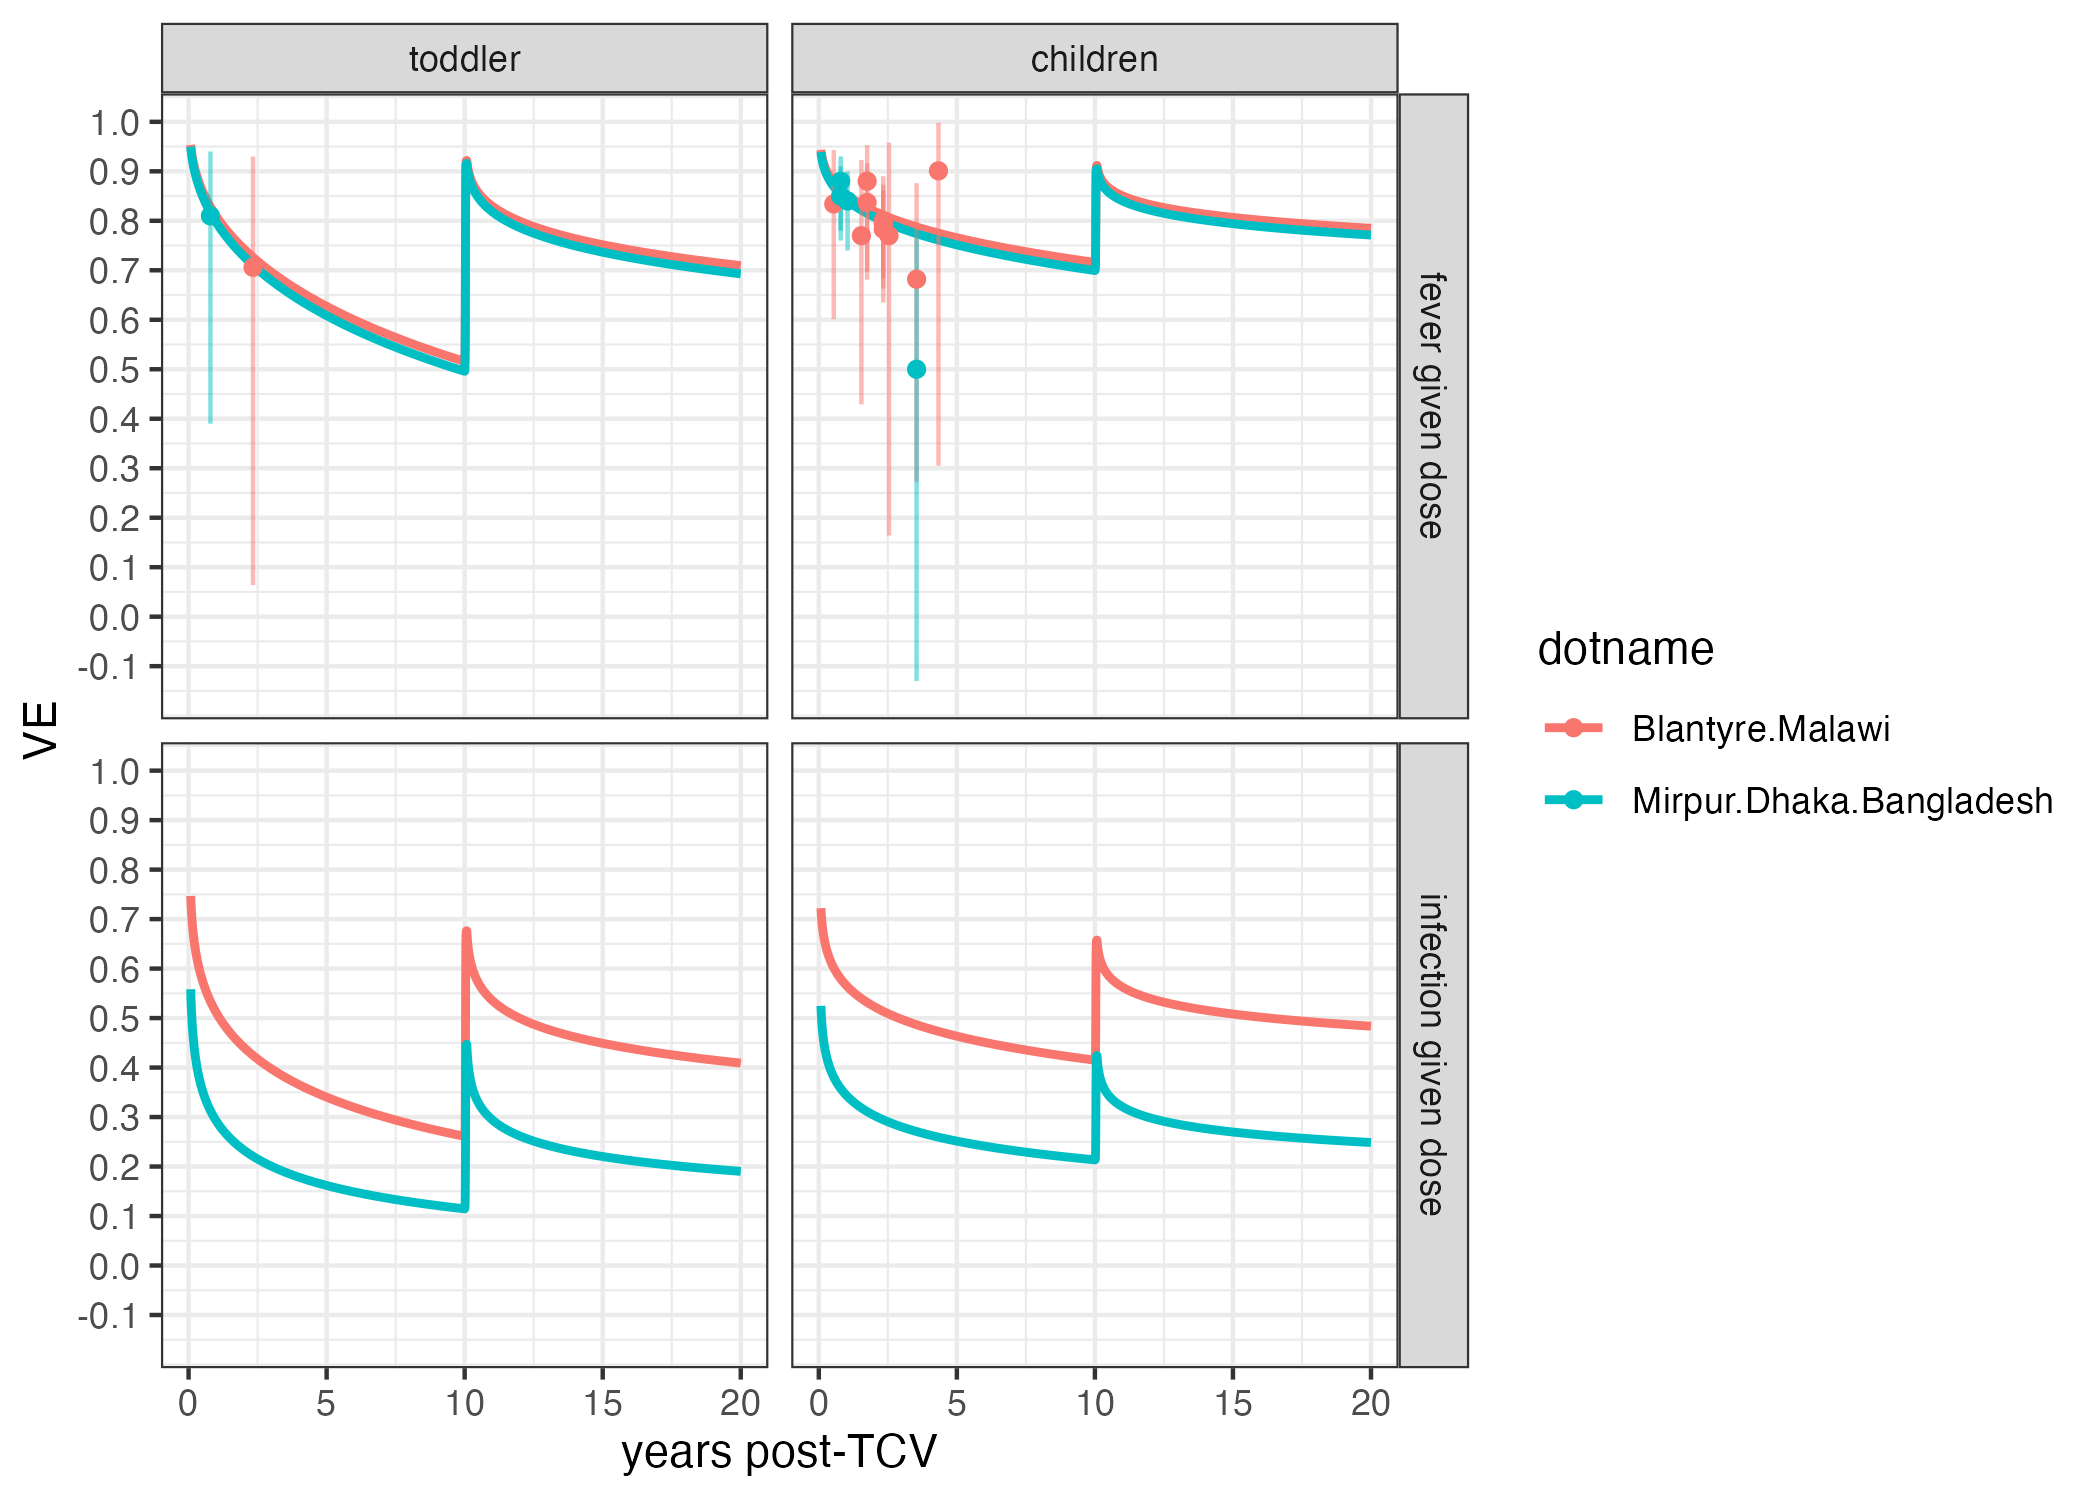 toddler
children
1.0
0.9
0.8
0.7
0.6
0.5
0.4
0.3
0.2
0.1
0.0
-0.1
fever given dose
VE
1.0
0.9
0.8
0.7
0.6
0.5
0.4
0.3
0.2
0.1
0.0
-0.1
infection given dose
0 5 10 15 20
0 5 10 15 20
years post-TCV
dotname
Blantyre.Malawi
Mirpur.Dhaka.Bangladesh